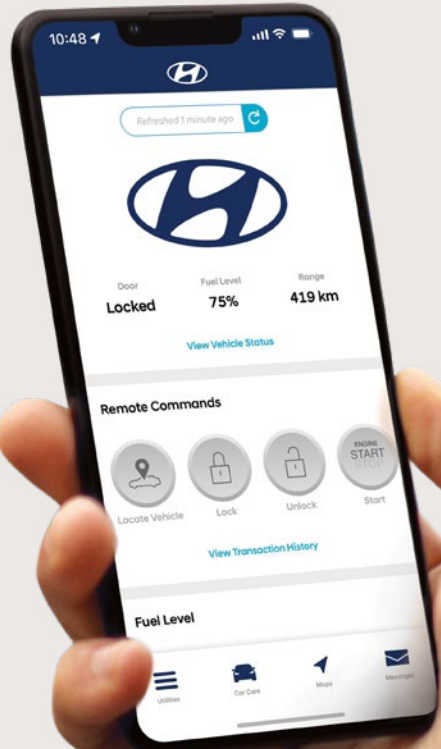 10:48
Refreshed 1 minute ago
Door Fuel Level Range
Locked 75% 419 km
View Vehicle Status
Remote Commands
ENGINE
START
STOP
Locate Vehicle Lock Unlock Start
View Transaction History
Fuel Level
Utilities Car Care Maps Messages